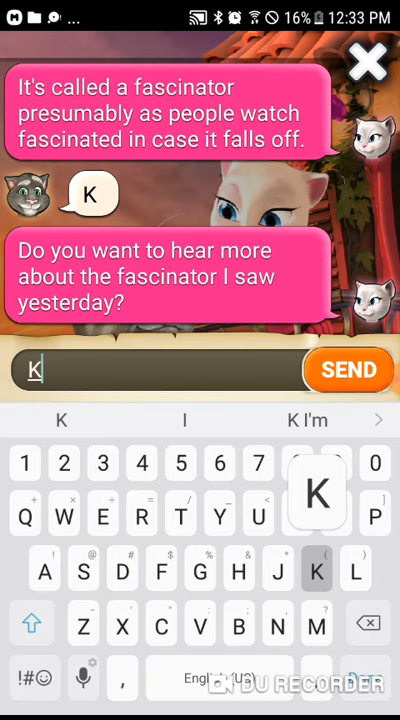 ... 16% 12:33 PM
It's called a fascinator
presumably as people watch
fascinated in case it falls off.
K
Do you want to hear more
about the fascinator I saw
yesterday?
K
SEND
K I K I'm >
1 2 3 4 5 6 7 0
K
+ × ÷ = / _ < ]
Q W E R T Y U P
! @ # $ % & * ( )
A S D F G H J K L
- ' " : ; , ?
Z X C V B N M
!#☺ , English(US) . Done
DU RECORDER